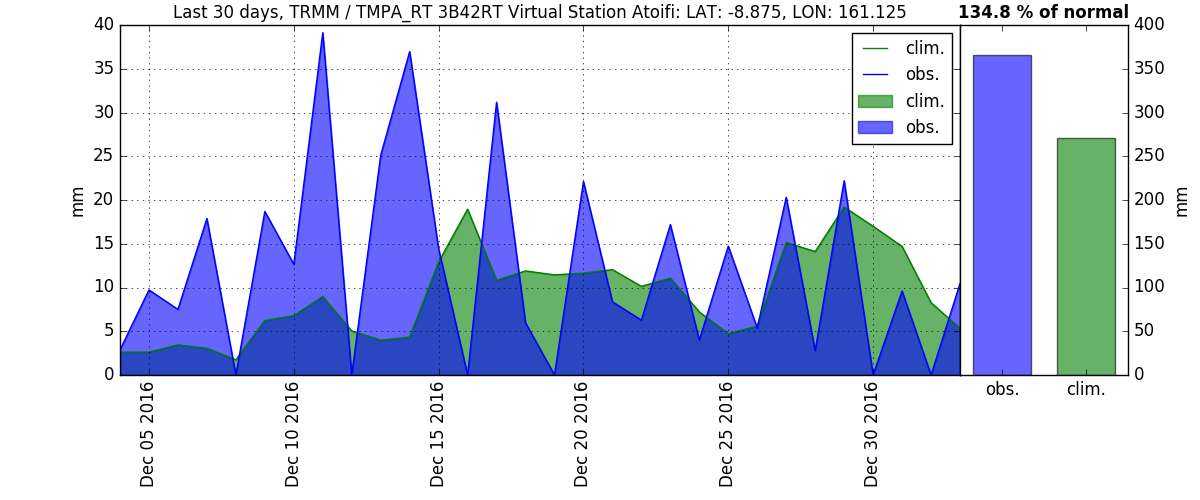 Last 30 days, TRMM / TMPA_RT 3B42RT Virtual Station Atoifi: LAT: -8.875, LON: 161.125
134.8 % of normal
40
35
30
25
20
15
10
5
0
mm
clim.
obs.
clim.
obs.
Dec 05 2016
Dec 10 2016
Dec 15 2016
Dec 20 2016
Dec 25 2016
Dec 30 2016
400
350
300
250
200
150
100
50
0
mm
obs.
clim.